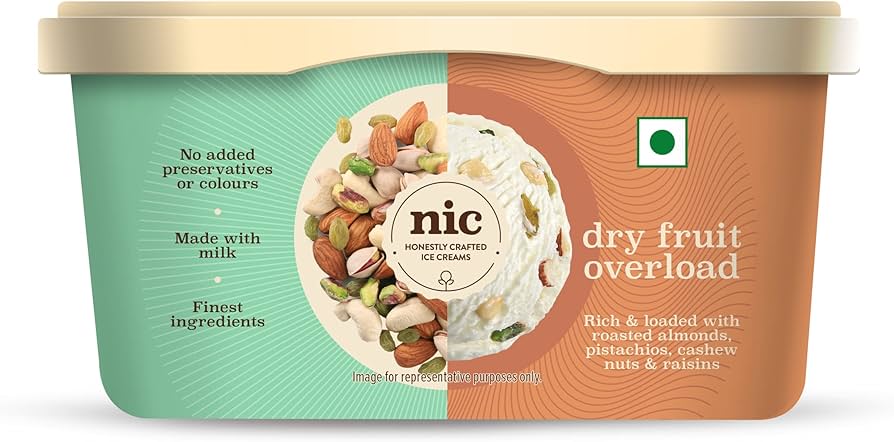 No added
preservatives
or colours
Made with
milk
Finest
ingredients
nic
HONESTLY CRAFTED
ICE CREAMS
dry fruit
overload
Rich & loaded with
roasted almonds,
pistachios, cashew
nuts & raisins
Image for representative purposes only.